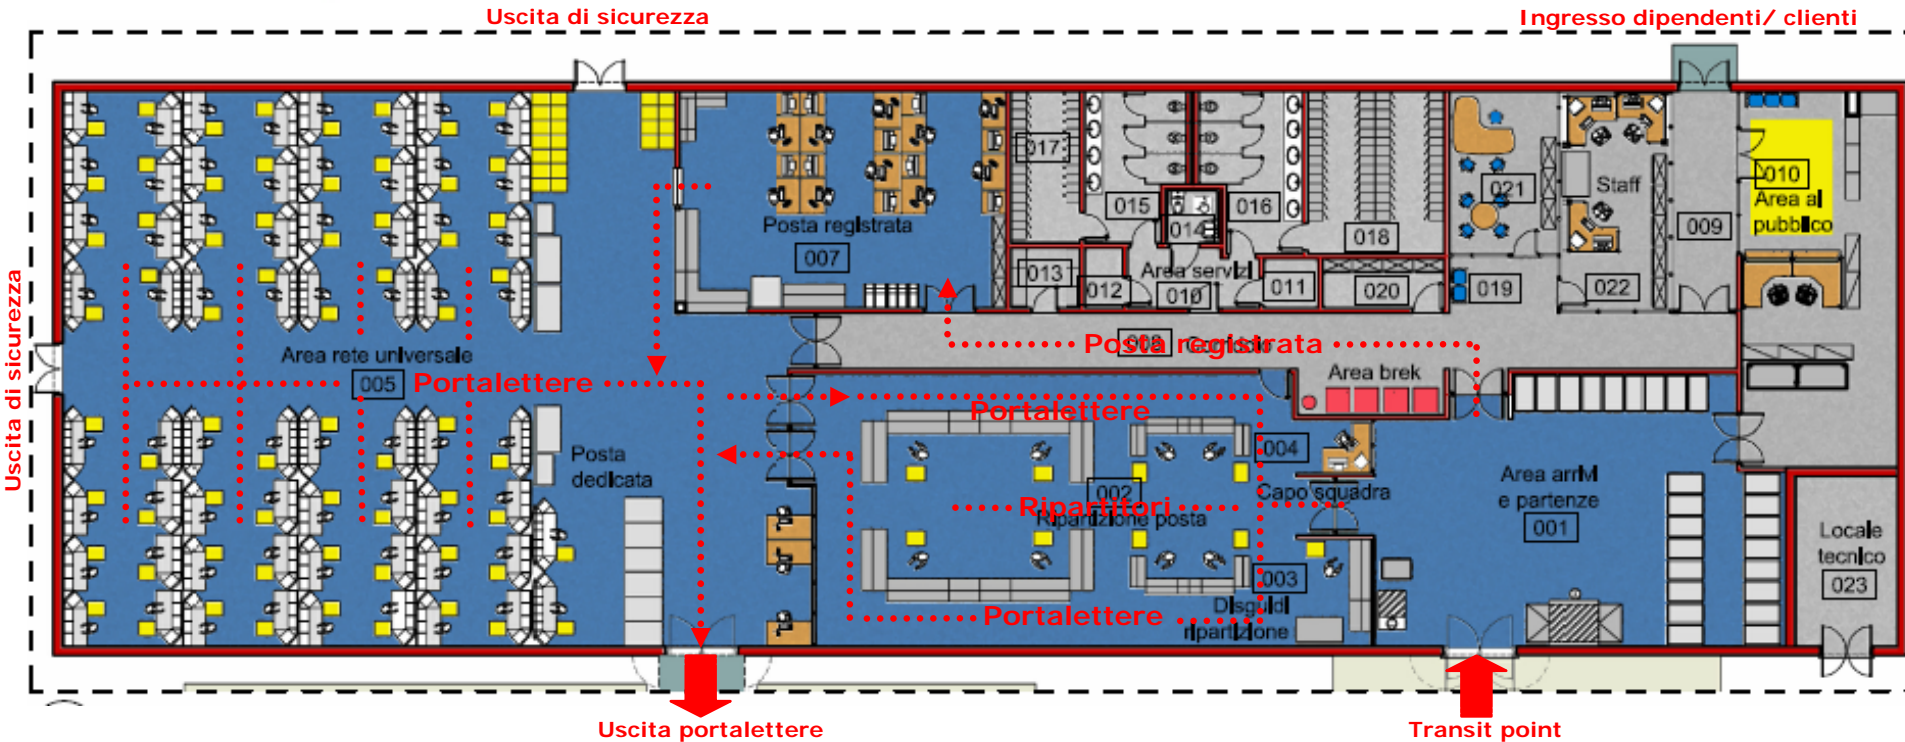 Uscita di sicurezza
Ingresso dipendenti/ clienti
017
015
014
016
018
021
Staff
009
010
Area al
pubblico
Posta registrata
007
013
012
Area servizi
010
011
020
019
022
Uscita di sicurezza
Area rete universale
005
Portalettere
008
Posta registrata
Area brek
Portalettere
004
Posta
dedicata
002
Capo squadra
Ripartitori
Ripartizione posta
Area arrivi
e partenze
001
Locale
tecnico
023
003
Disguidi
ripartizione
Portalettere
Uscita portalettere
Transit point